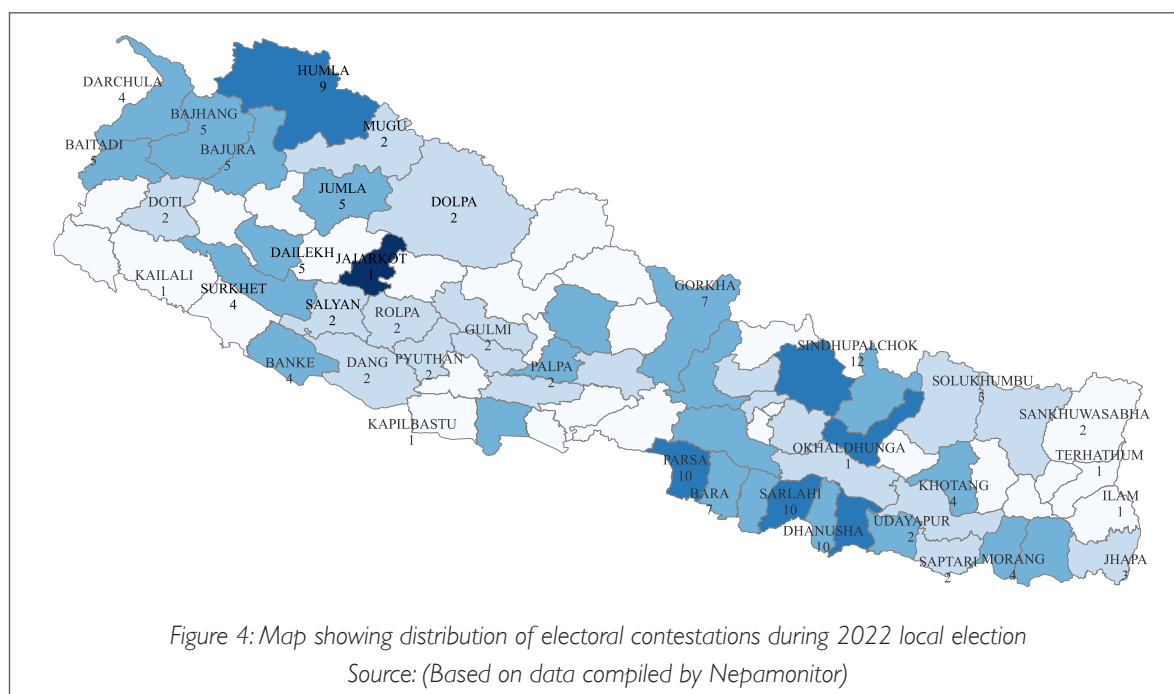 HUMLA
9
DARCHULA
4
BAJHANG
5
MUGU
2
BAITADI
5
BAJURA
5
JUMLA
5
DOTI
2
DOLPA
2
DAILEKH
5
JAJARKOT
1
KAILALI
1
SURKHET
4
GORKHA
7
SALYAN
2
ROLPA
2
GULMI
2
SINDHUPALCHOK
12
BANKE
4
DANG
2
PYUTHAN
2
PALPA
2
SOLUKHUMBU
3
SANKHUWASABHA
2
KAPILBASTU
1
OKHALDHUNGA
1
TERHATHUM
1
PARSA
10
BARA
7
SARLAHI
10
KHOTANG
4
ILAM
1
DHANUSHA
10
UDAYAPUR
2
SAPTARI
2
MORANG
4
JHAPA
3
Figure 4: Map showing distribution of electoral contestations during 2022 local election
Source: (Based on data compiled by Nepamonitor)